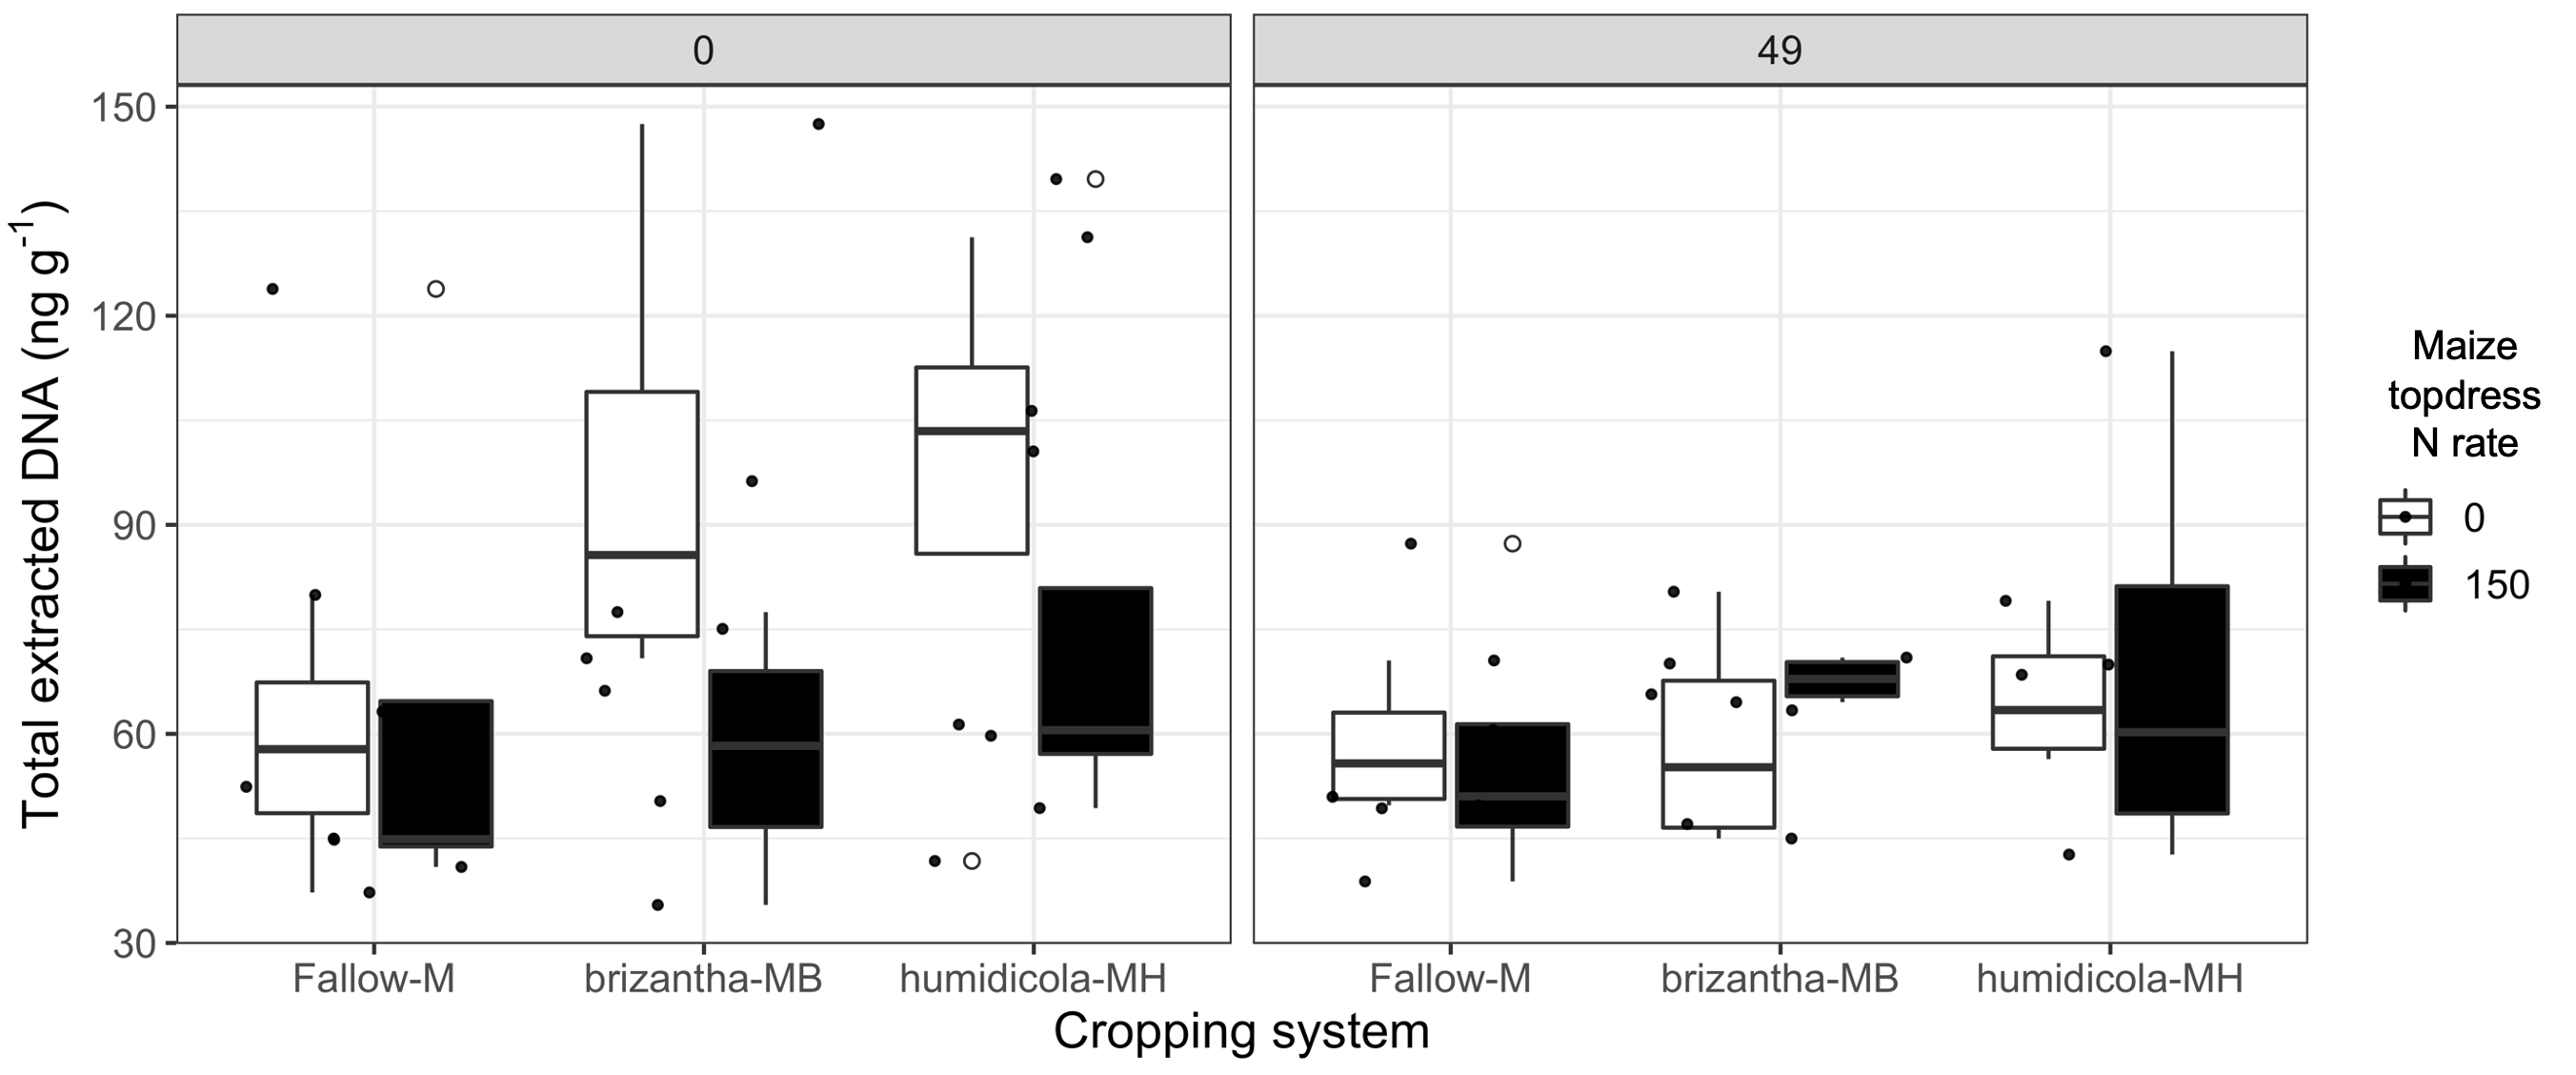 0
49
Total extracted DNA (ng g-1)
150
120
90
60
30
Fallow-M
brizantha-MB
humidicola-MH
Fallow-M
brizantha-MB
humidicola-MH
Cropping system
Maize
topdress
N rate
0
150